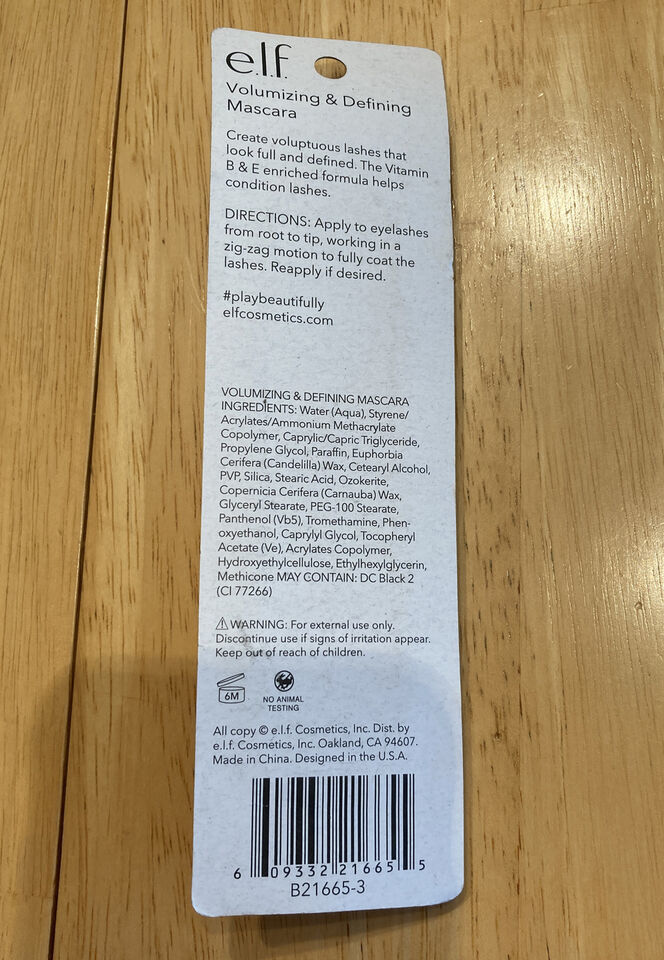 e.l.f.
Volumizing & Defining
Mascara
Create voluptuous lashes that
look full and defined. The Vitamin
B & E enriched formula helps
condition lashes.
DIRECTIONS: Apply to eyelashes
from root to tip, working in a
zig-zag motion to fully coat the
lashes. Reapply if desired.
#playbeautifully
elfcosmetics.com
VOLUMIZING & DEFINING MASCARA
INGREDIENTS: Water (Aqua), Styrene/
Acrylates/Ammonium Methacrylate
Copolymer, Caprylic/Capric Triglyceride,
Propylene Glycol, Paraffin, Euphorbia
Cerifera (Candelilla) Wax, Cetearyl Alcohol,
PVP, Silica, Stearic Acid, Ozokerite,
Copernicia Cerifera (Carnauba) Wax,
Glyceryl Stearate, PEG-100 Stearate,
Panthenol (Vb5), Tromethamine, Phen-
oxyethanol, Caprylyl Glycol, Tocopheryl
Acetate (Ve), Acrylates Copolymer,
Hydroxyethylcellulose, Ethylhexylglycerin,
Methicone MAY CONTAIN: DC Black 2
(CI 77266)
⚠ WARNING: For external use only.
Discontinue use if signs of irritation appear.
Keep out of reach of children.
6M
NO ANIMAL
TESTING
All copy © e.l.f. Cosmetics, Inc. Dist. by
e.l.f. Cosmetics, Inc. Oakland, CA 94607.
Made in China. Designed in the U.S.A.
6 09332 21665 5
B21665-3